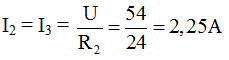 I₂ = I₃ = U/R₂ = 54/24 = 2,25A